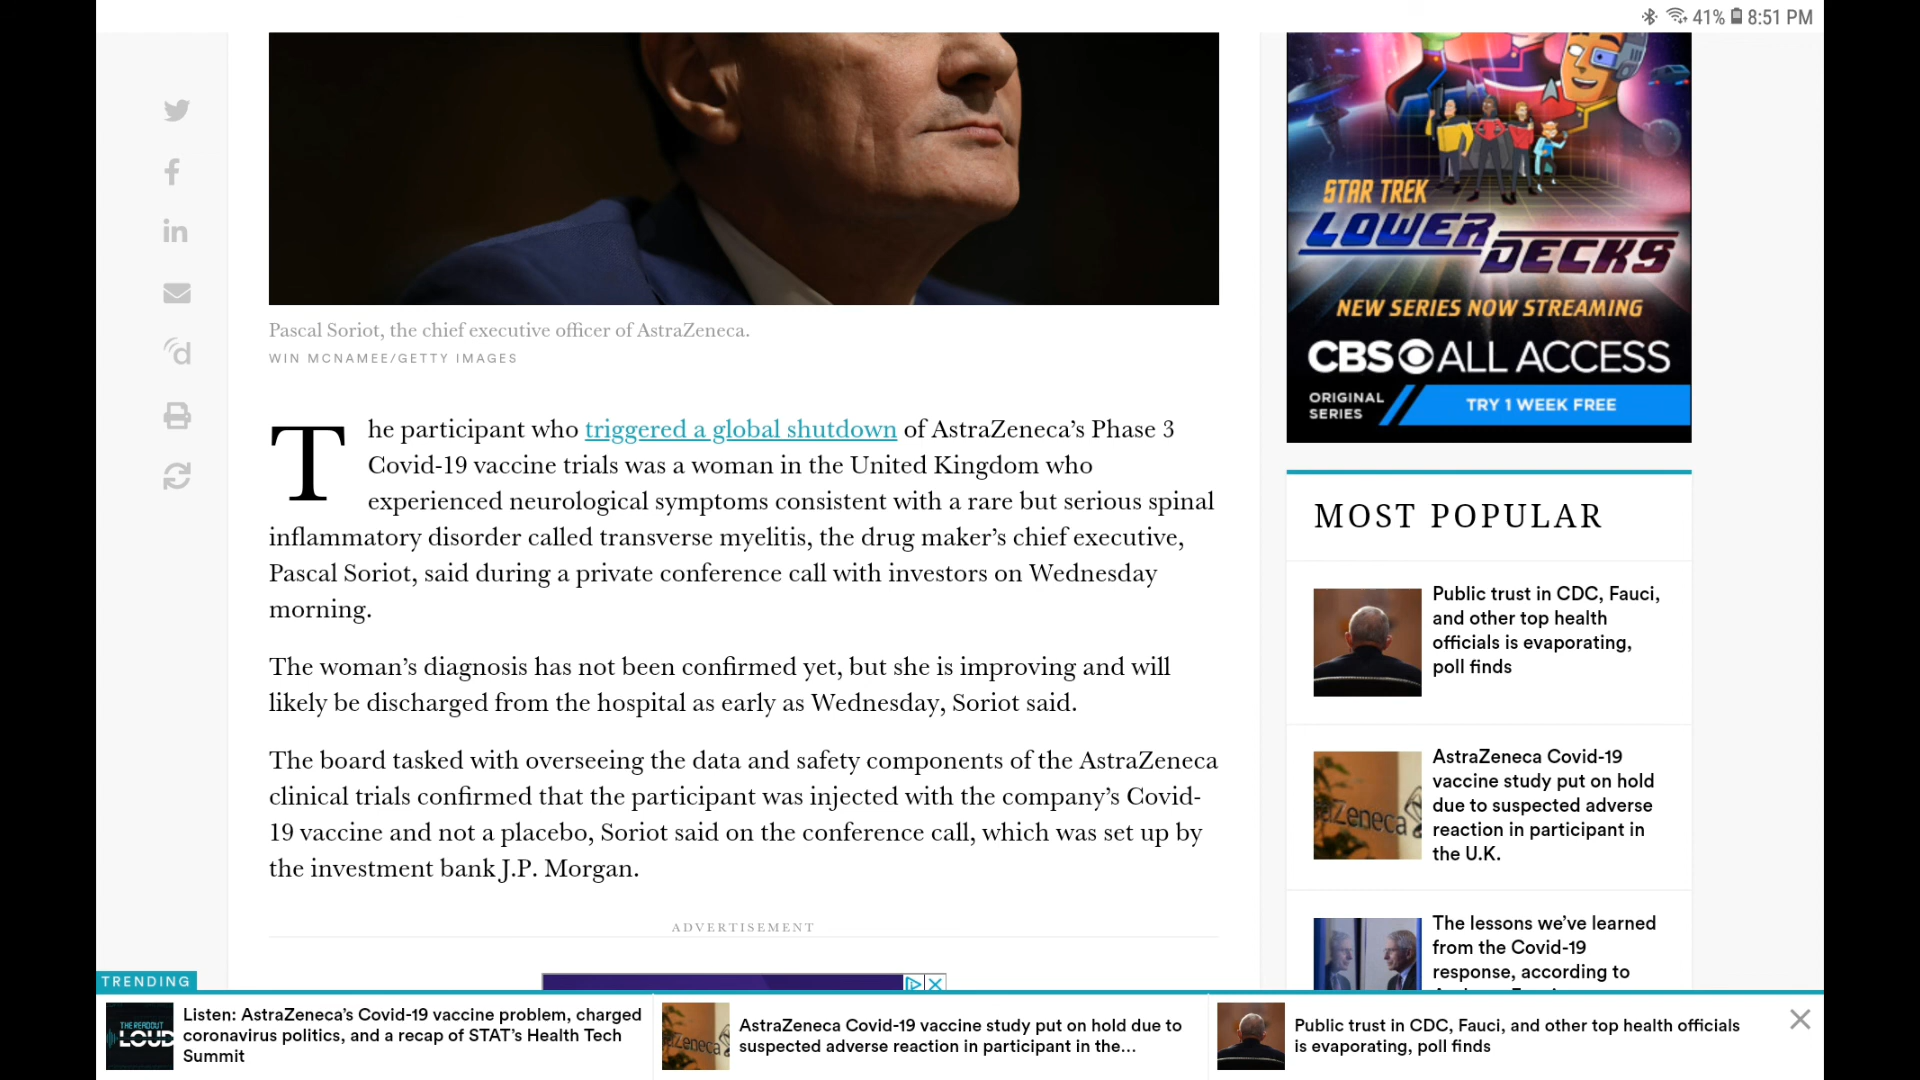 41% 8:51 PM
Pascal Soriot, the chief executive officer of AstraZeneca.
WIN MCNAMEE/GETTY IMAGES
The participant who triggered a global shutdown of AstraZeneca’s Phase 3
Covid-19 vaccine trials was a woman in the United Kingdom who
experienced neurological symptoms consistent with a rare but serious spinal
inflammatory disorder called transverse myelitis, the drug maker’s chief executive,
Pascal Soriot, said during a private conference call with investors on Wednesday
morning.
The woman’s diagnosis has not been confirmed yet, but she is improving and will
likely be discharged from the hospital as early as Wednesday, Soriot said.
The board tasked with overseeing the data and safety components of the AstraZeneca
clinical trials confirmed that the participant was injected with the company’s Covid-
19 vaccine and not a placebo, Soriot said on the conference call, which was set up by
the investment bank J.P. Morgan.
ADVERTISEMENT
STAR TREK
LOWER
DECKS
NEW SERIES NOW STREAMING
CBS ALL ACCESS
ORIGINAL
SERIES
TRY 1 WEEK FREE
MOST POPULAR
Public trust in CDC, Fauci,
and other top health
officials is evaporating,
poll finds
AstraZeneca Covid-19
vaccine study put on hold
due to suspected adverse
reaction in participant in
the U.K.
Zeneca
The lessons we’ve learned
from the Covid-19
response, according to
TRENDING
THE READOUT
LOUD
Listen: AstraZeneca’s Covid-19 vaccine problem, charged
coronavirus politics, and a recap of STAT’s Health Tech
Summit
Zeneca
AstraZeneca Covid-19 vaccine study put on hold due to
suspected adverse reaction in participant in the...
Public trust in CDC, Fauci, and other top health officials
is evaporating, poll finds